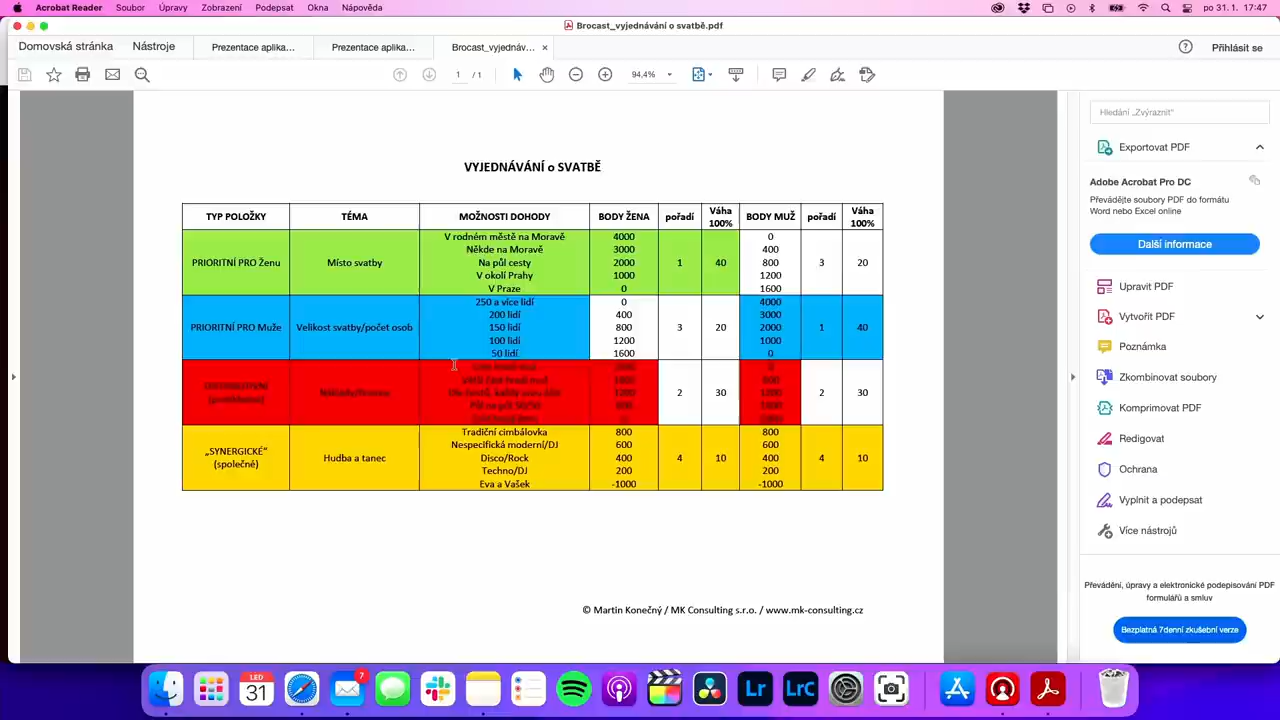 Acrobat Reader Soubor Úpravy Zobrazení Podepsat Okna Nápověda po 31. 1. 17:47
Brocast_vyjednávání o svatbě.pdf
Domovská stránka Nástroje Prezentace aplika... Prezentace aplika... Brocast_vyjednáv... × Přihlásit se
1 / 1 94,4%
Hledání „Zvýraznit"
Exportovat PDF
Adobe Acrobat Pro DC
Převádějte soubory PDF do formátu
Word nebo Excel online
Další informace
Upravit PDF
Vytvořit PDF
Poznámka
Zkombinovat soubory
Komprimovat PDF
Redigovat
Ochrana
Vyplnit a podepsat
Více nástrojů
Převádění, úpravy a elektronické podepisování PDF
formulářů a smluv
Bezplatná 7denní zkušební verze
VYJEDNÁVÁNÍ o SVATBĚ
TYP POLOŽKY TÉMA MOŽNOSTI DOHODY BODY ŽENA pořadí Váha 100% BODY MUŽ pořadí Váha 100%
V rodném městě na Moravě 4000 0
Někde na Moravě 3000 400
PRIORITNÍ PRO Ženu Místo svatby Na půl cesty 2000 1 40 800 3 20
V okolí Prahy 1000 1200
V Praze 0 1600
250 a více lidí 0 4000
200 lidí 400 3000
PRIORITNÍ PRO Muže Velikost svatby/počet osob 150 lidí 800 3 20 2000 1 40
100 lidí 1200 1000
50 lidí 1600 0
2 30 2 30
Tradiční cimbálovka 800 800
Nespecifická moderní/DJ 600 600
„SYNERGICKÉ" (společné) Hudba a tanec Disco/Rock 400 4 10 400 4 10
Techno/DJ 200 200
Eva a Vašek -1000 -1000
© Martin Konečný / MK Consulting s.r.o. / www.mk-consulting.cz
LED
31
7
Lr
LrC